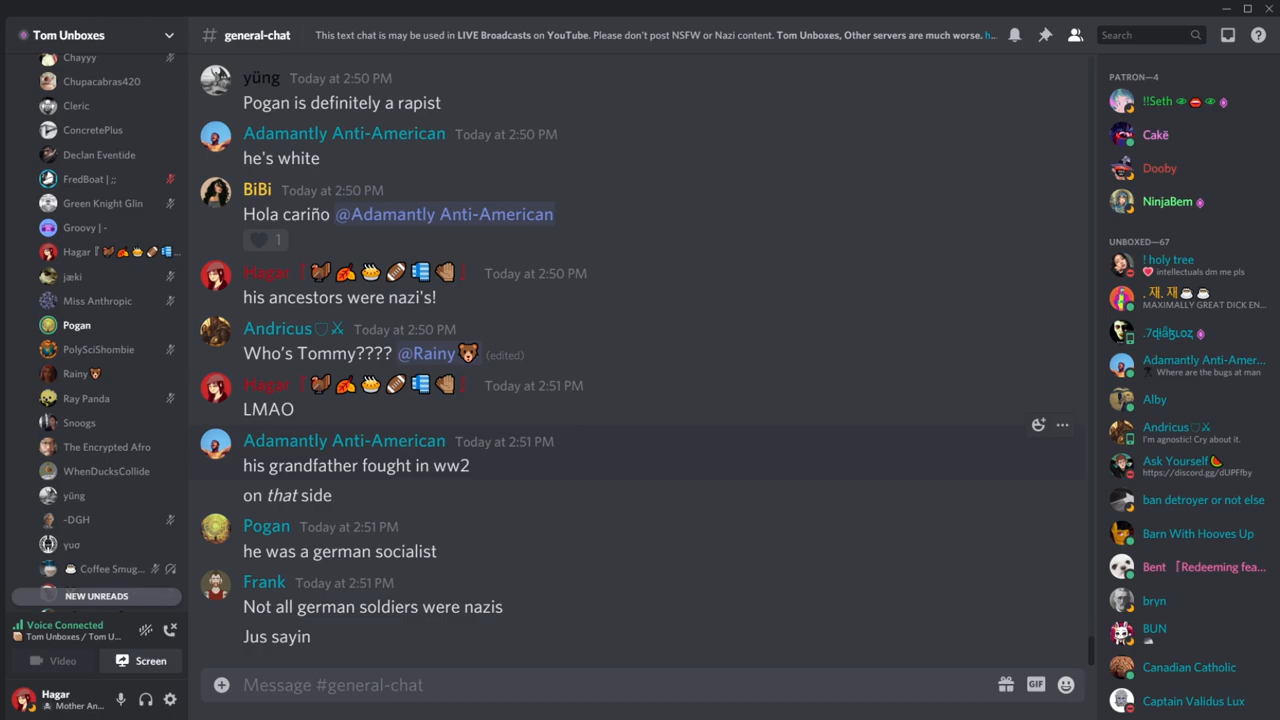 Tom Unboxes
Chayyy
Chupacabras420
Cleric
ConcretePlus
Declan Eventide
FredBoat | ;;
Green Knight Glin
Groovy | -
Hagar『🦃🍂🥧🏈
jæki
Miss Anthropic
Pogan
PolySciShombie
Rainy🐻
Ray Panda
Snoogs
The Encrypted Afro
WhenDucksCollide
yüng
-DGH
yuσ
☕ Coffee Smug...
NEW UNREADS
Voice Connected
Tom Unboxes / Tom U...
Video
Screen
Hagar
☠ Mother An...
# general-chat
This text chat is may be used in LIVE Broadcasts on YouTube. Please don't post NSFW or Nazi content. Tom Unboxes, Other servers are much worse. h...
Search
yüng Today at 2:50 PM
Pogan is definitely a rapist
Adamantly Anti-American Today at 2:50 PM
he's white
BiBi Today at 2:50 PM
Hola cariño @Adamantly Anti-American
🖤 1
Hagar『🦃🍂🥧🏈』 Today at 2:50 PM
his ancestors were nazi's!
Andricus🛡⚔ Today at 2:50 PM
Who's Tommy???? @Rainy🐻 (edited)
Hagar『🦃🍂🥧🏈』 Today at 2:51 PM
LMAO
Adamantly Anti-American Today at 2:51 PM
his grandfather fought in ww2
on that side
Pogan Today at 2:51 PM
he was a german socialist
Frank Today at 2:51 PM
Not all german soldiers were nazis
Jus sayin
Message #general-chat
GIF
PATRON—4
!!Seth 👁👄👁
Cakë
Dooby
NinjaBem
UNBOXED—67
! holy tree
❤ intellectuals dm me pls
. 재. 재☕☕
MAXIMALLY GREAT DICK EN...
Adamantly Anti-Amer...
Where are the bugs at man
Alby
Andricus🛡⚔
I'm agnostic! Cry about it.
Ask Yourself🍉
https://discord.gg/dUPFfby
ban detroyer or not else
Barn With Hooves Up
Bent『Redeeming fea...
bryn
BUN
Canadian Catholic
Captain Validus Lux